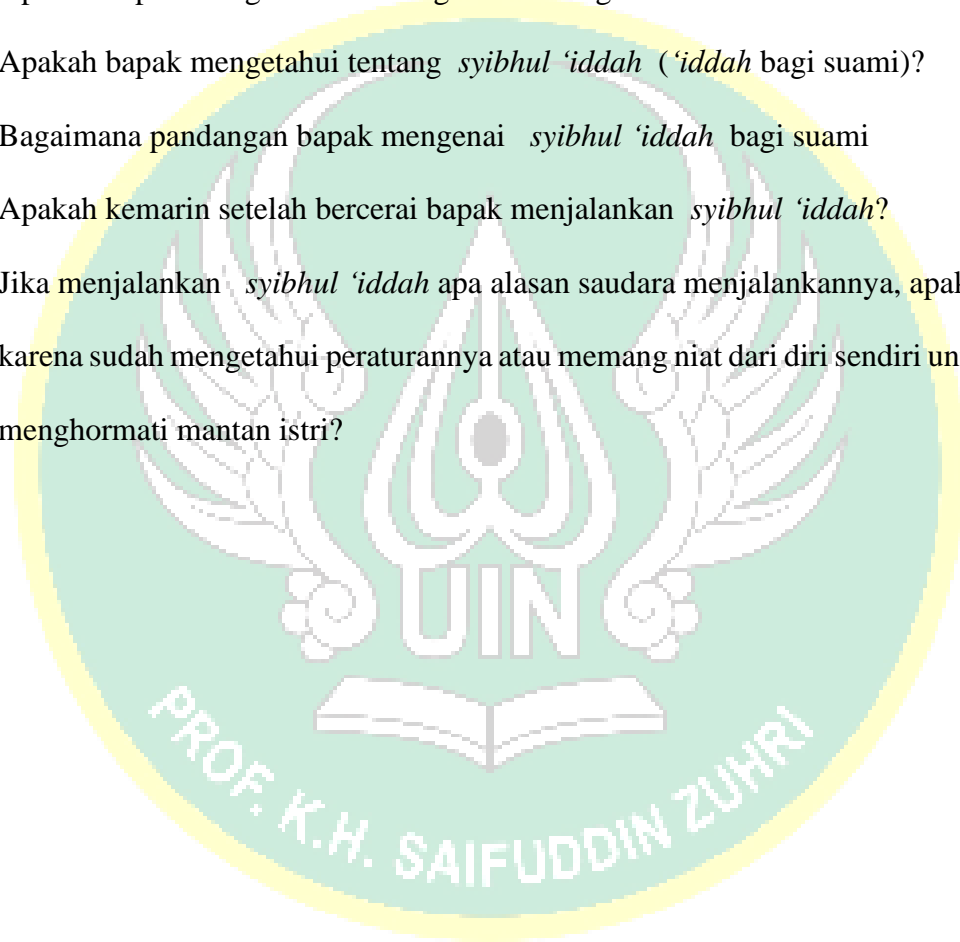 Apakah bapak mengetahui tentang syibhul ‘iddah (‘iddah bagi suami)?
Bagaimana pandangan bapak mengenai syibhul ‘iddah bagi suami
Apakah kemarin setelah bercerai bapak menjalankan syibhul ‘iddah?
Jika menjalankan syibhul ‘iddah apa alasan saudara menjalankannya,
karena sudah mengetahui peraturannya atau memang niat dari diri sendiri
menghormati mantan istri?
UIN
PROF. K.H. SAIFUDDIN ZUHRI